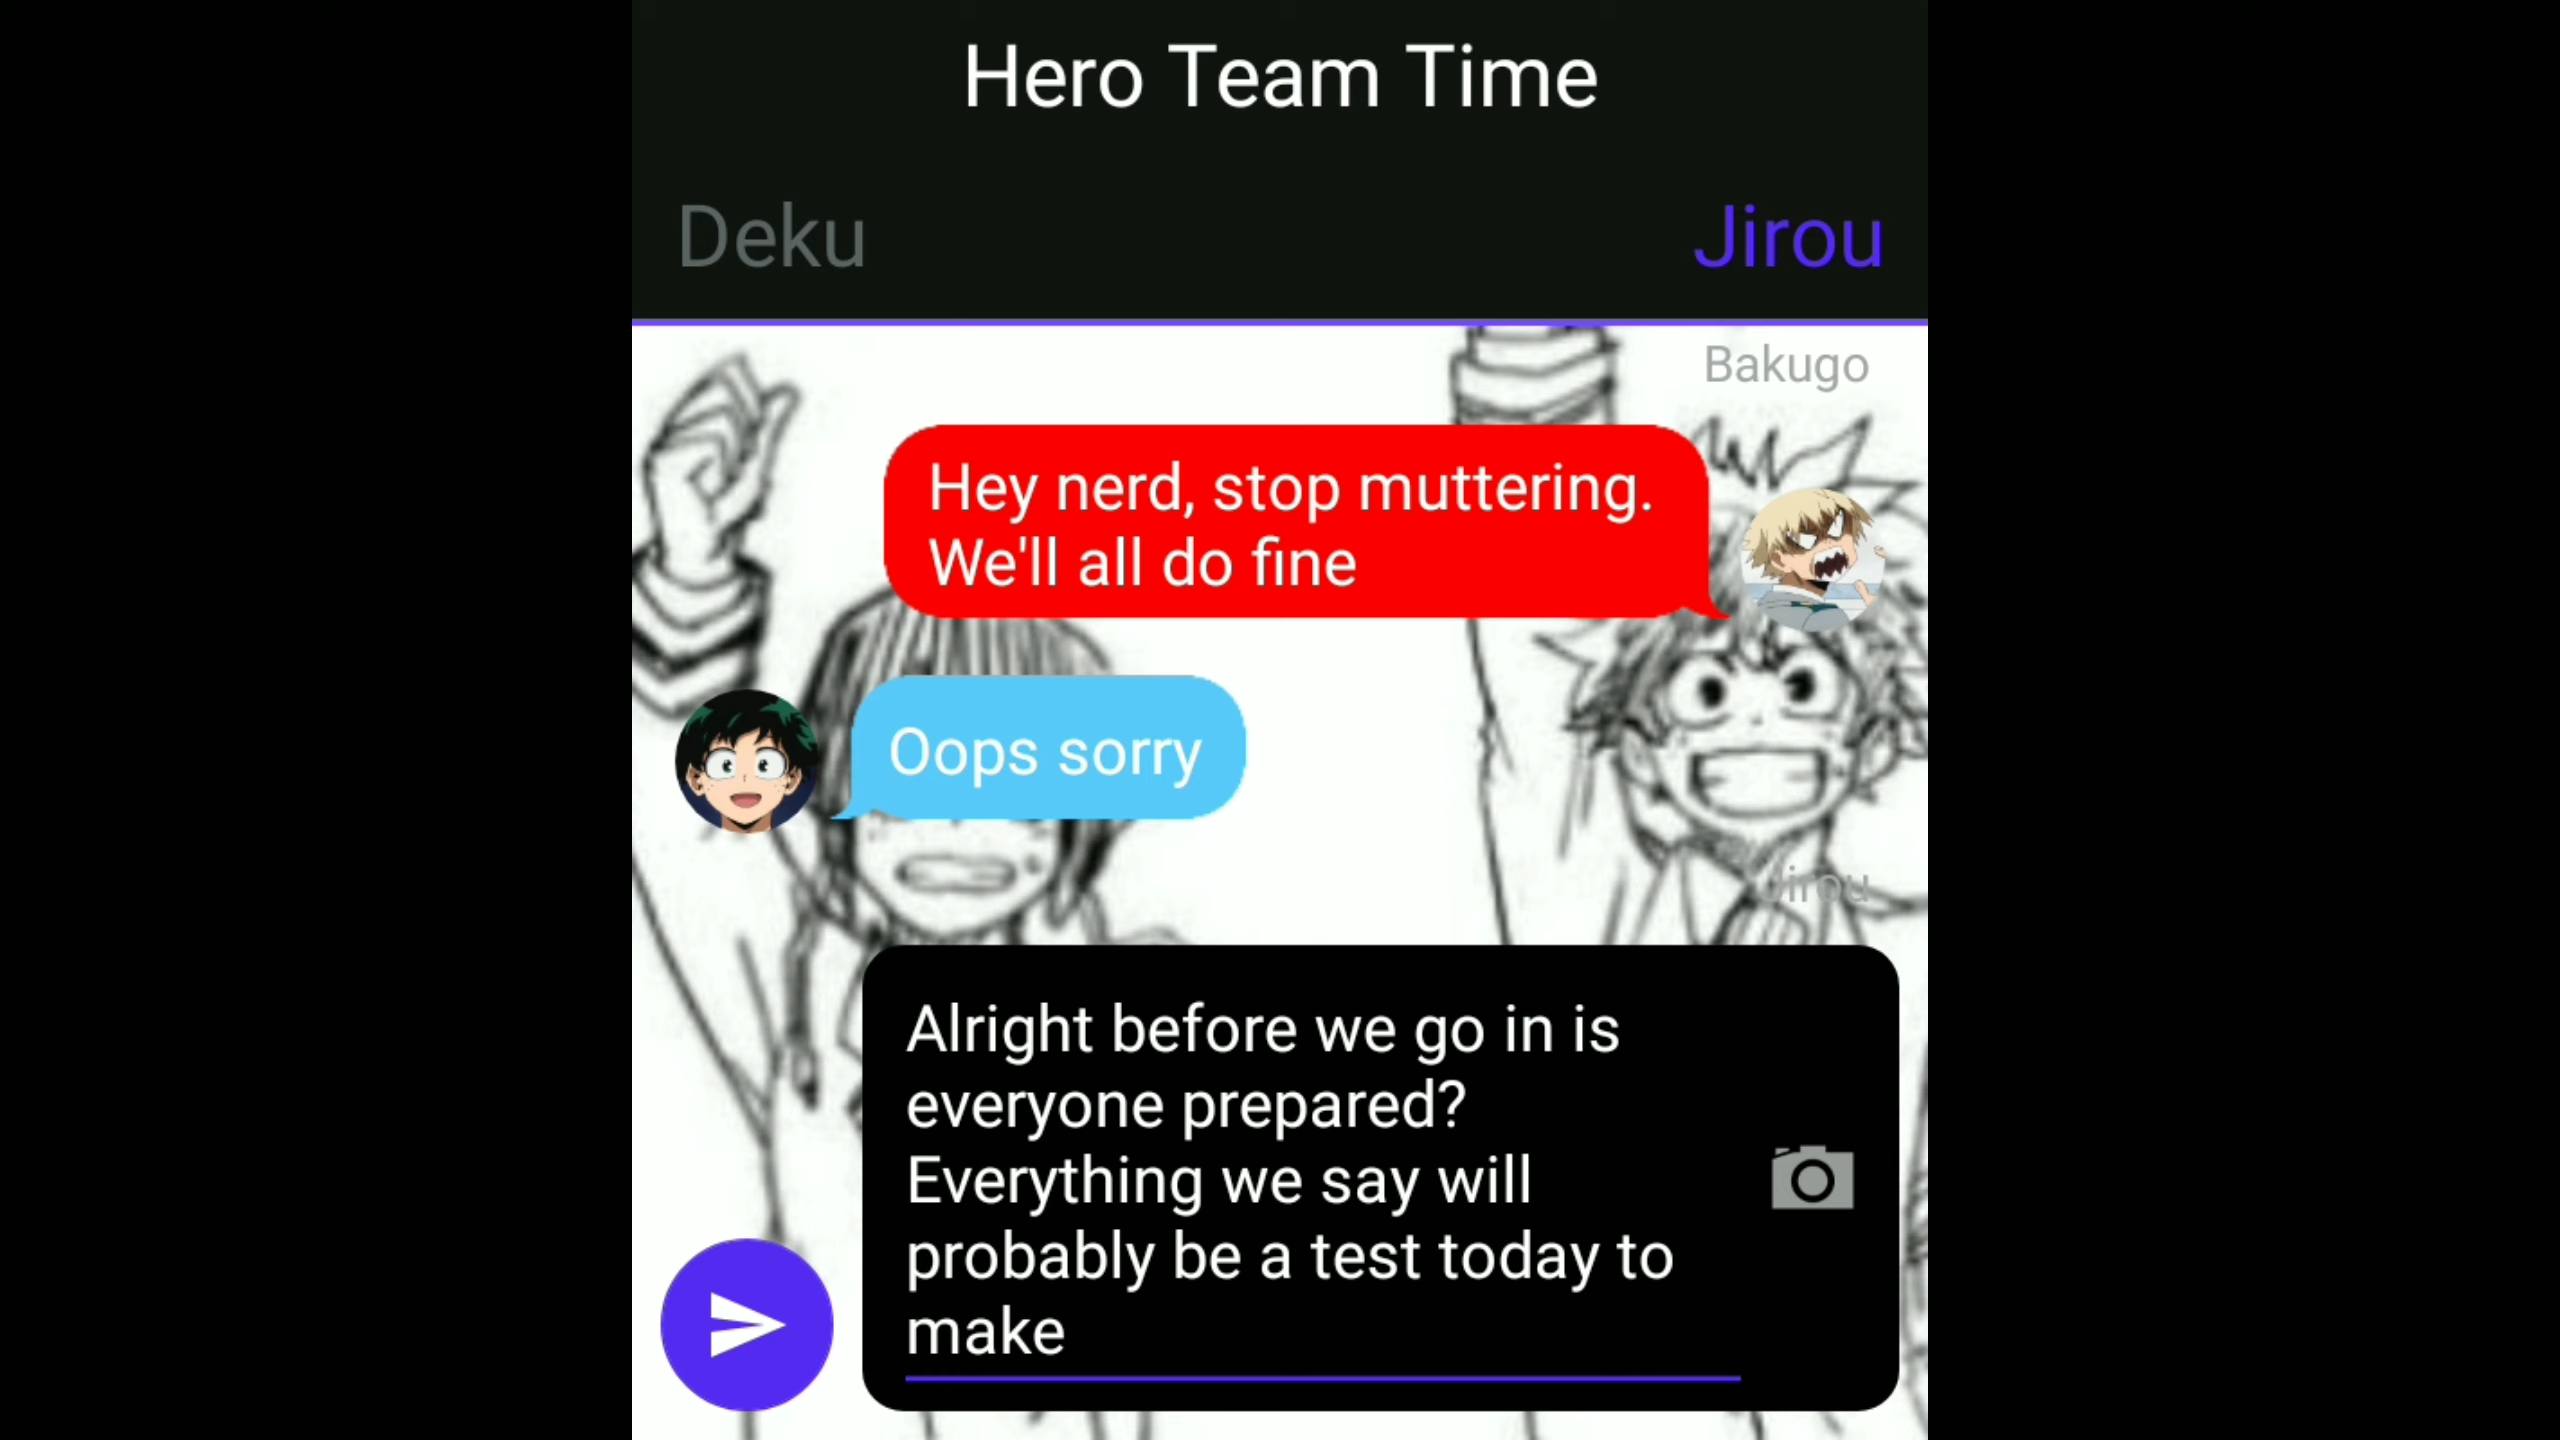 Hero Team Time
Deku
Jirou
Bakugo
Hey nerd, stop muttering.
We'll all do fine
Oops sorry
Jirou
Alright before we go in is
everyone prepared?
Everything we say will
probably be a test today to
make